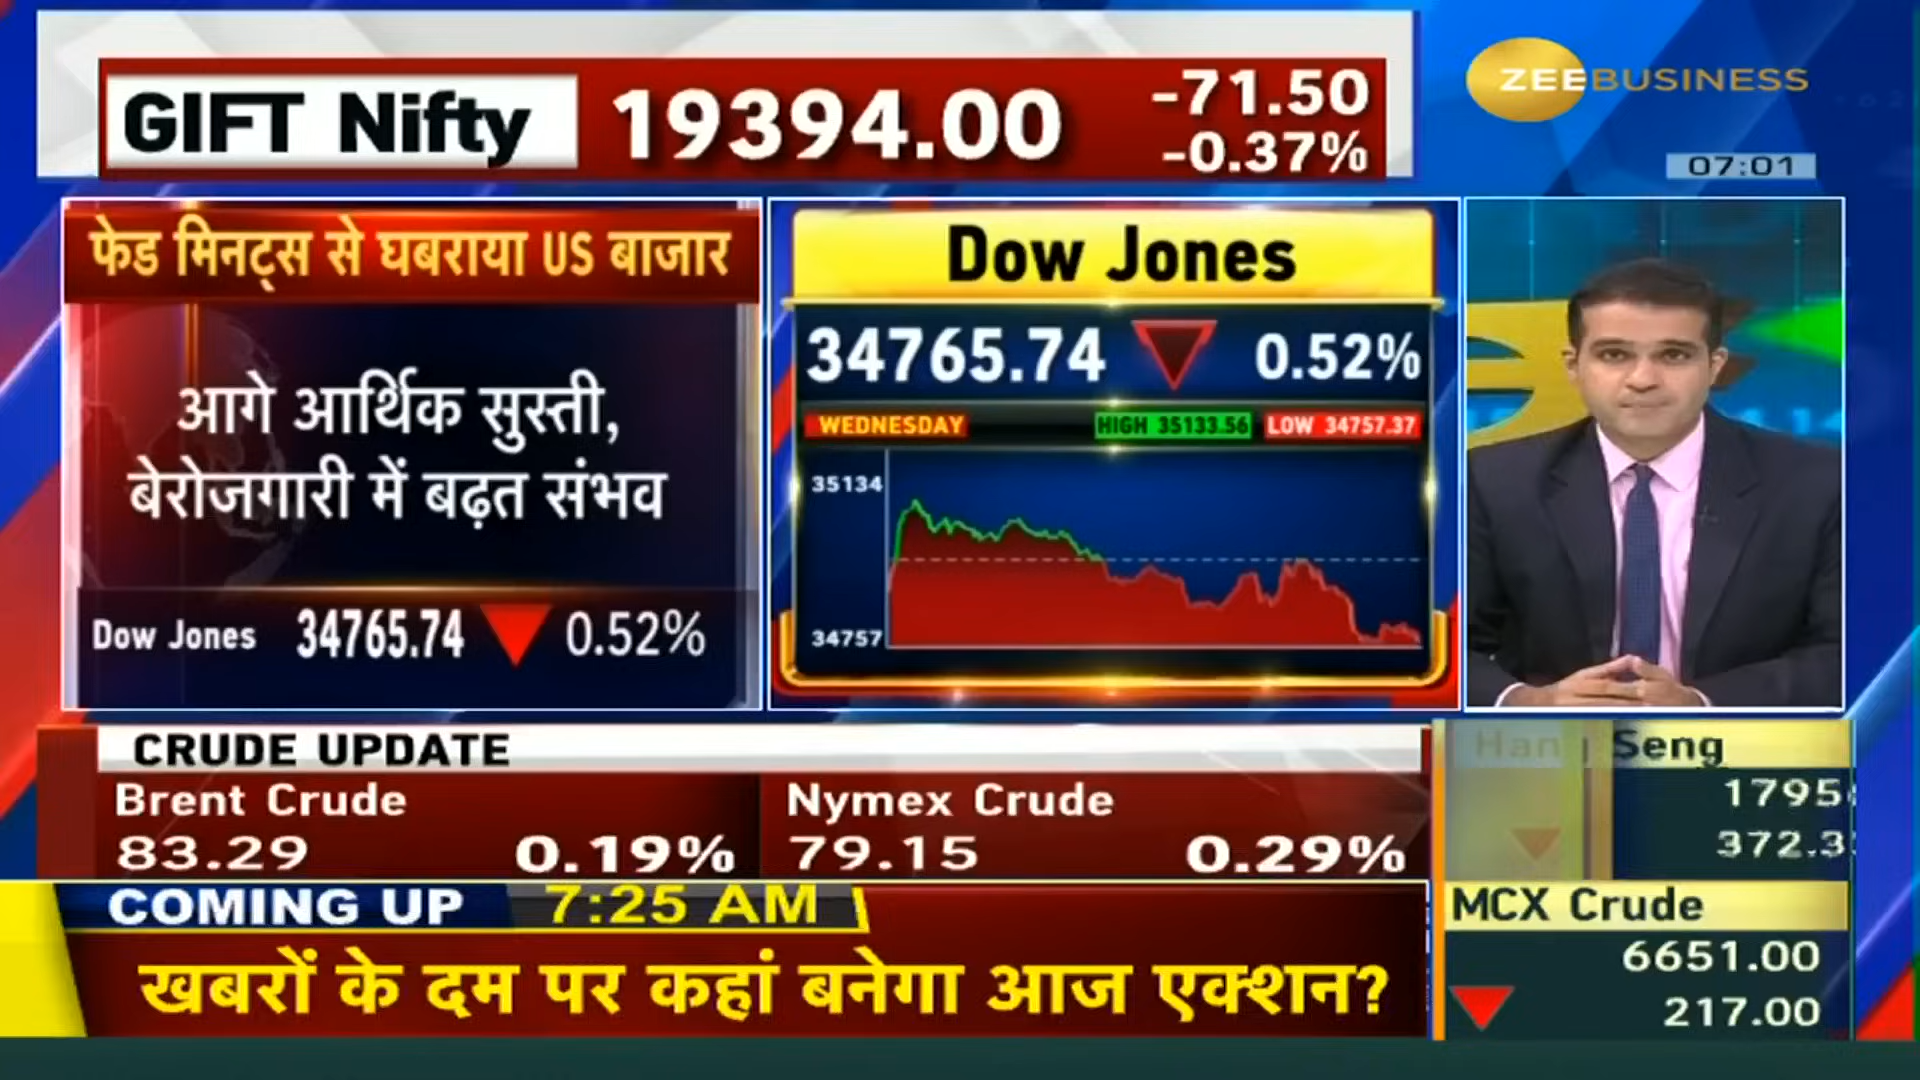 GIFT Nifty 19394.00 -71.50
-0.37%
ZEEBUSINESS
07:01
फेड मिनट्स से घबराया US बाजार
आगे आर्थिक सुस्ती,
बेरोजगारी में बढ़त संभव
Dow Jones 34765.74 0.52%
Dow Jones
34765.74 0.52%
WEDNESDAY HIGH 35133.56 LOW 34757.37
35134
34757
CRUDE UPDATE
Brent Crude
83.29 0.19%
Nymex Crude
79.15 0.29%
Seng
MCX Crude
6651.00
217.00
COMING UP 7:25 AM
खबरों के दम पर कहां बनेगा आज एक्शन?